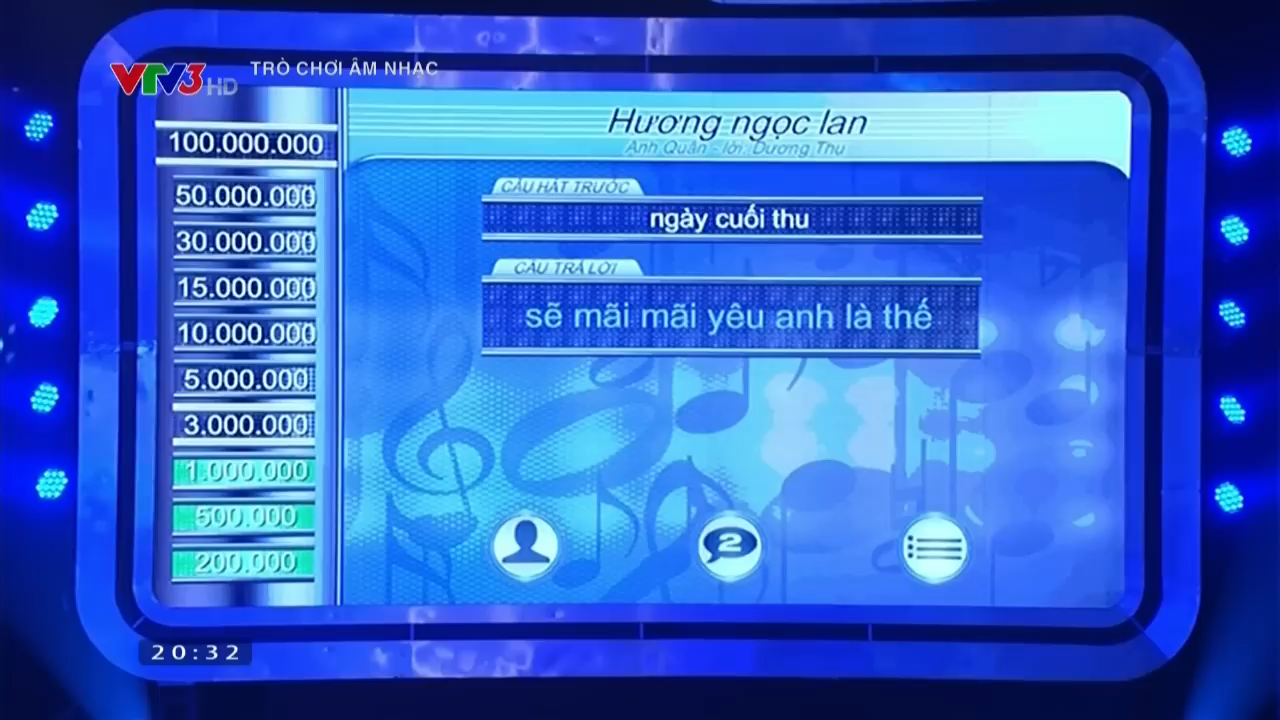 VTV3 HD
TRÒ CHƠI ÂM NHẠC
Hương ngọc lan
Anh Quân - lời: Dương Thụ
CÂU HÁT TRƯỚC
ngày cuối thu
CÂU TRẢ LỜI
sẽ mãi mãi yêu anh là thế
100.000.000
50.000.000
30.000.000
15.000.000
10.000.000
5.000.000
3.000.000
1.000.000
500.000
200.000
2
20:32